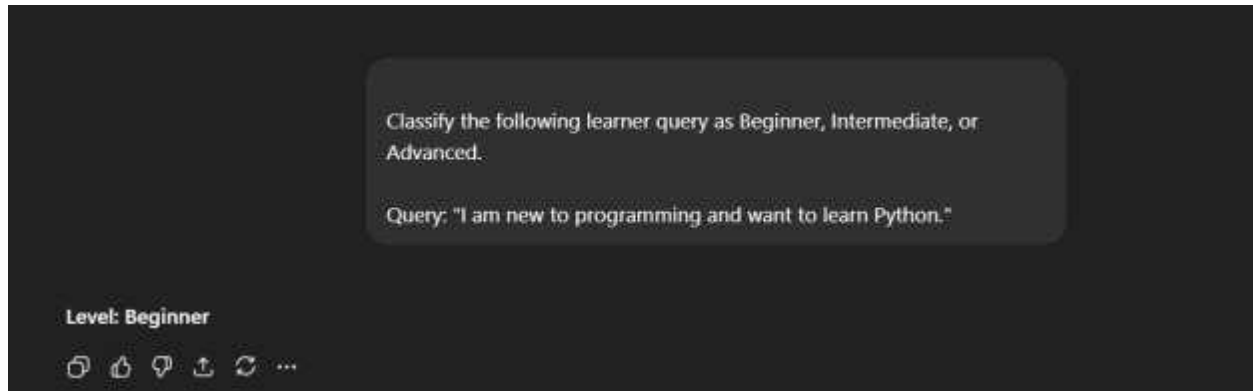 Classify the following learner query as Beginner, Intermediate, or
Advanced.
Query: "I am new to programming and want to learn Python."
Level: Beginner